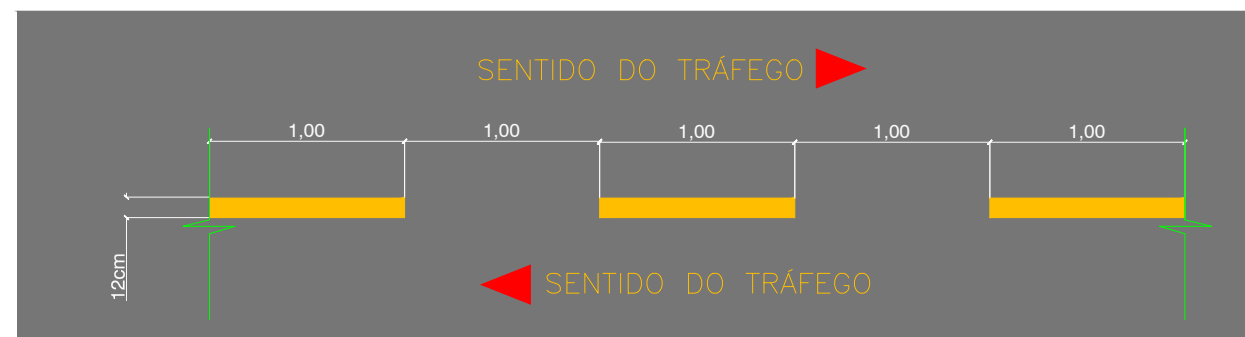 SENTIDO DO TRÁFEGO
1,00 1,00 1,00 1,00 1,00
12cm
SENTIDO DO TRÁFEGO